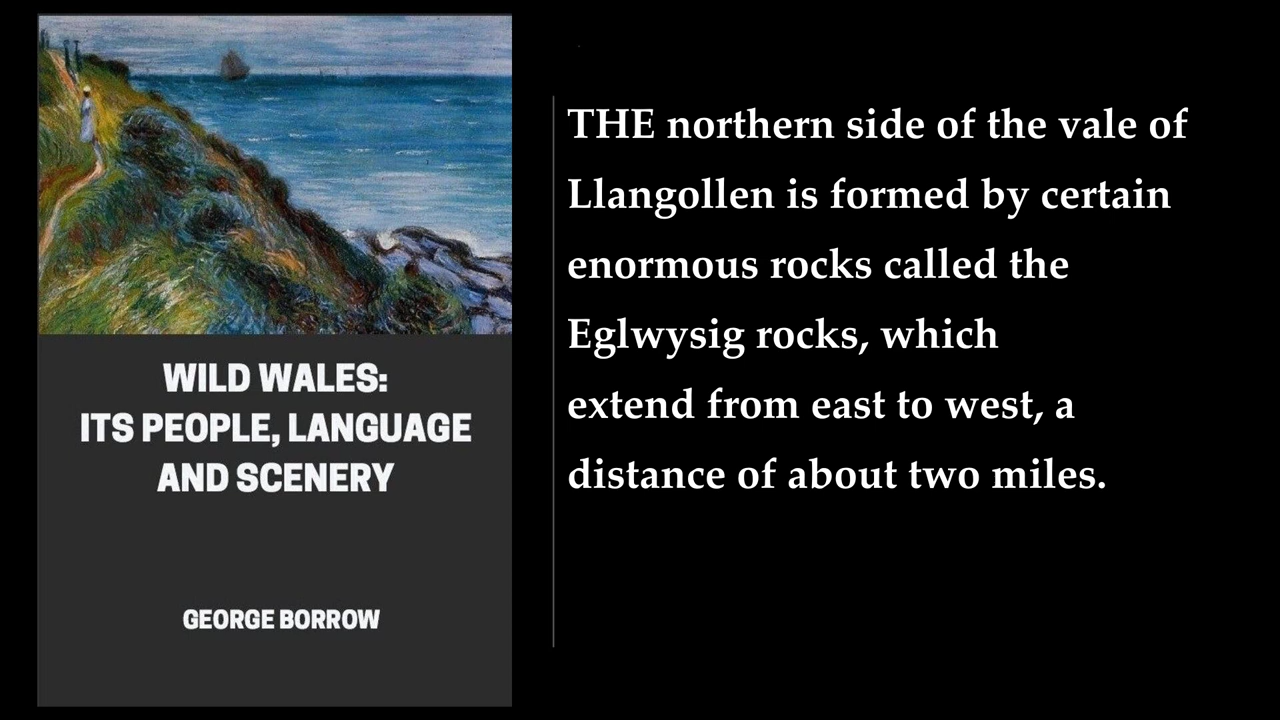 WILD WALES:
ITS PEOPLE, LANGUAGE
AND SCENERY
GEORGE BORROW
THE northern side of the vale of
Llangollen is formed by certain
enormous rocks called the
Eglwysig rocks, which
extend from east to west, a
distance of about two miles.